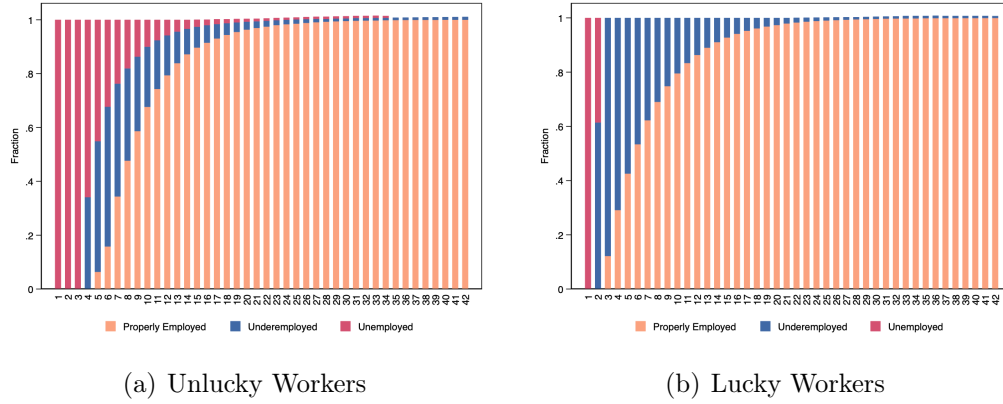 Fraction
1
.8
.6
.4
.2
0
1 2 3 4 5 6 7 8 9 10 11 12 13 14 15 16 17 18 19 20 21 22 23 24 25 26 27 28 29 30 31 32 33 34 35 36 37 38 39 40 41 42
Properly Employed Underemployed Unemployed
(a) Unlucky Workers
Fraction
1
.8
.6
.4
.2
0
1 2 3 4 5 6 7 8 9 10 11 12 13 14 15 16 17 18 19 20 21 22 23 24 25 26 27 28 29 30 31 32 33 34 35 36 37 38 39 40 41 42
Properly Employed Underemployed Unemployed
(b) Lucky Workers